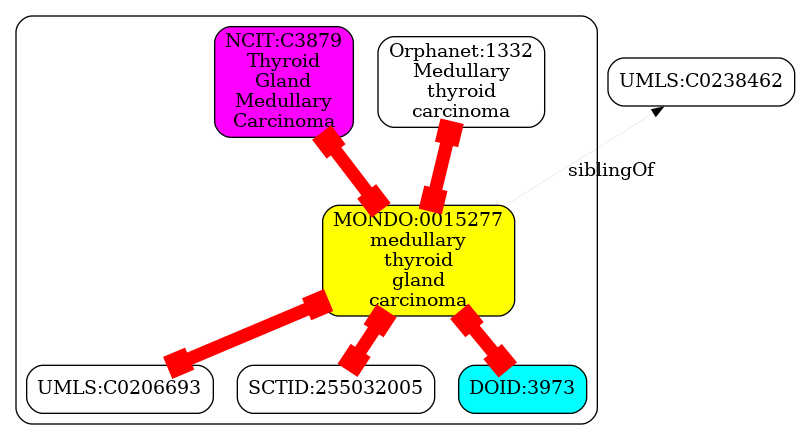 NCIT:C3879
Thyroid
Gland
Medullary
Carcinoma
Orphanet:1332
Medullary
thyroid
carcinoma
UMLS:C0238462
siblingOf
MONDO:0015277
medullary
thyroid
gland
carcinoma
UMLS:C0206693
SCTID:255032005
DOID:3973